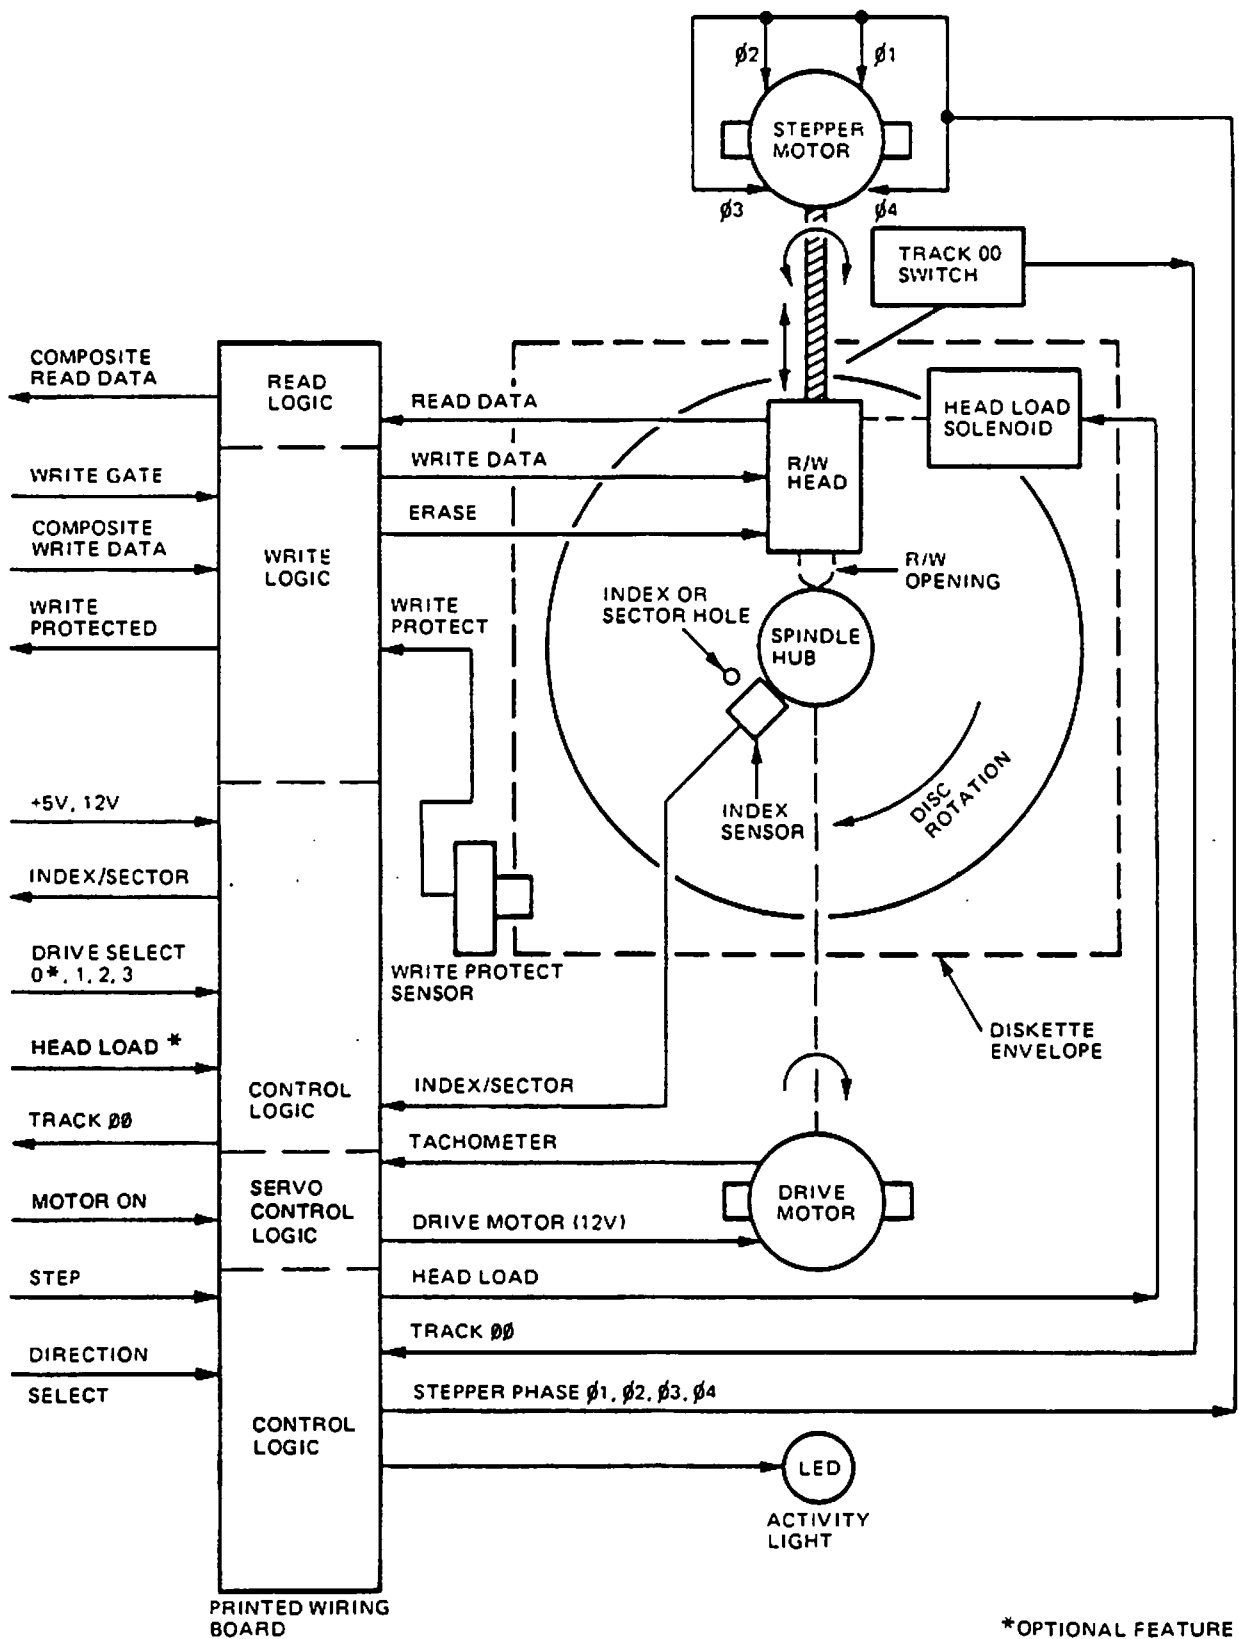 ø2
ø1
STEPPER
MOTOR
ø3
ø4
TRACK 00
SWITCH
COMPOSITE
READ DATA
READ
LOGIC
READ DATA
HEAD LOAD
SOLENOID
WRITE GATE
WRITE DATA
R/W
HEAD
COMPOSITE
WRITE DATA
ERASE
WRITE
LOGIC
R/W
OPENING
WRITE
PROTECTED
WRITE
PROTECT
INDEX OR
SECTOR HOLE
SPINDLE
HUB
+5V, 12V
INDEX
SENSOR
DISC
ROTATION
INDEX/SECTOR
DRIVE SELECT
0*, 1, 2, 3
WRITE PROTECT
SENSOR
HEAD LOAD *
DISKETTE
ENVELOPE
CONTROL
LOGIC
INDEX/SECTOR
TRACK ØØ
TACHOMETER
MOTOR ON
SERVO
CONTROL
LOGIC
DRIVE MOTOR (12V)
DRIVE
MOTOR
STEP
HEAD LOAD
DIRECTION
SELECT
TRACK ØØ
STEPPER PHASE ø1, ø2, ø3, ø4
CONTROL
LOGIC
LED
ACTIVITY
LIGHT
PRINTED WIRING
BOARD
*OPTIONAL FEATURE